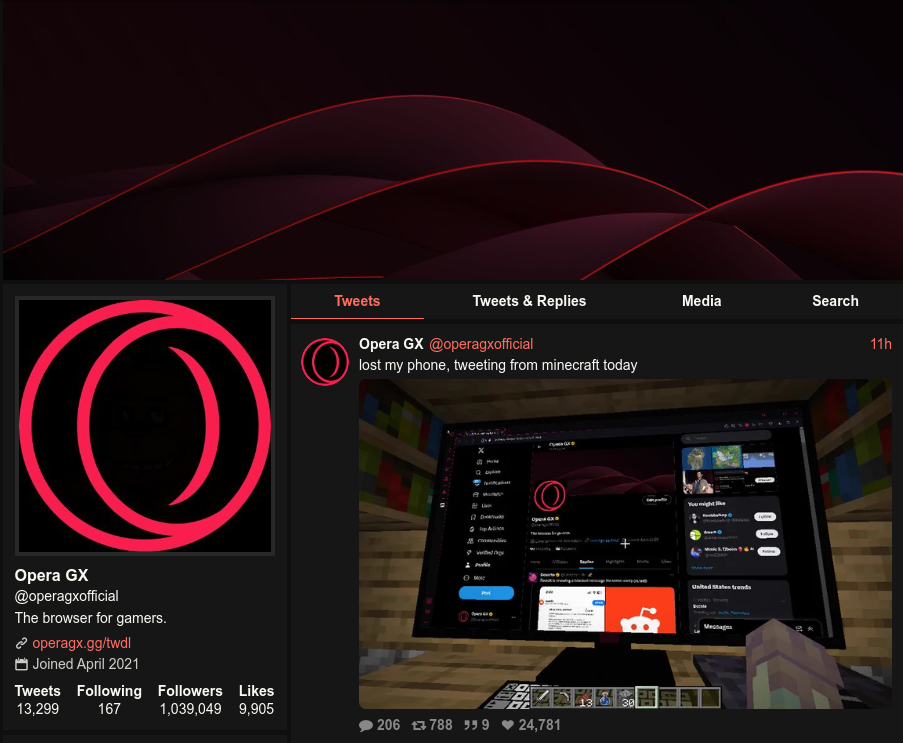 Tweets
Tweets & Replies
Media
Search
Opera GX @operagxofficial 11h
lost my phone, tweeting from minecraft today
Home
Explore
Notifications
Messages
Lists
Bookmarks
Communities
Verified Orgs
Profile
More
Post
Opera GX
Edit profile
Opera GX
Replies
Highlights
Media
Likes
You might like
Follow
Follow
United States trends
Messages
13
30
206 788 9 24,781
Opera GX
@operagxofficial
The browser for gamers.
operagx.gg/twdl
Joined April 2021
Tweets Following Followers Likes
13,299 167 1,039,049 9,905